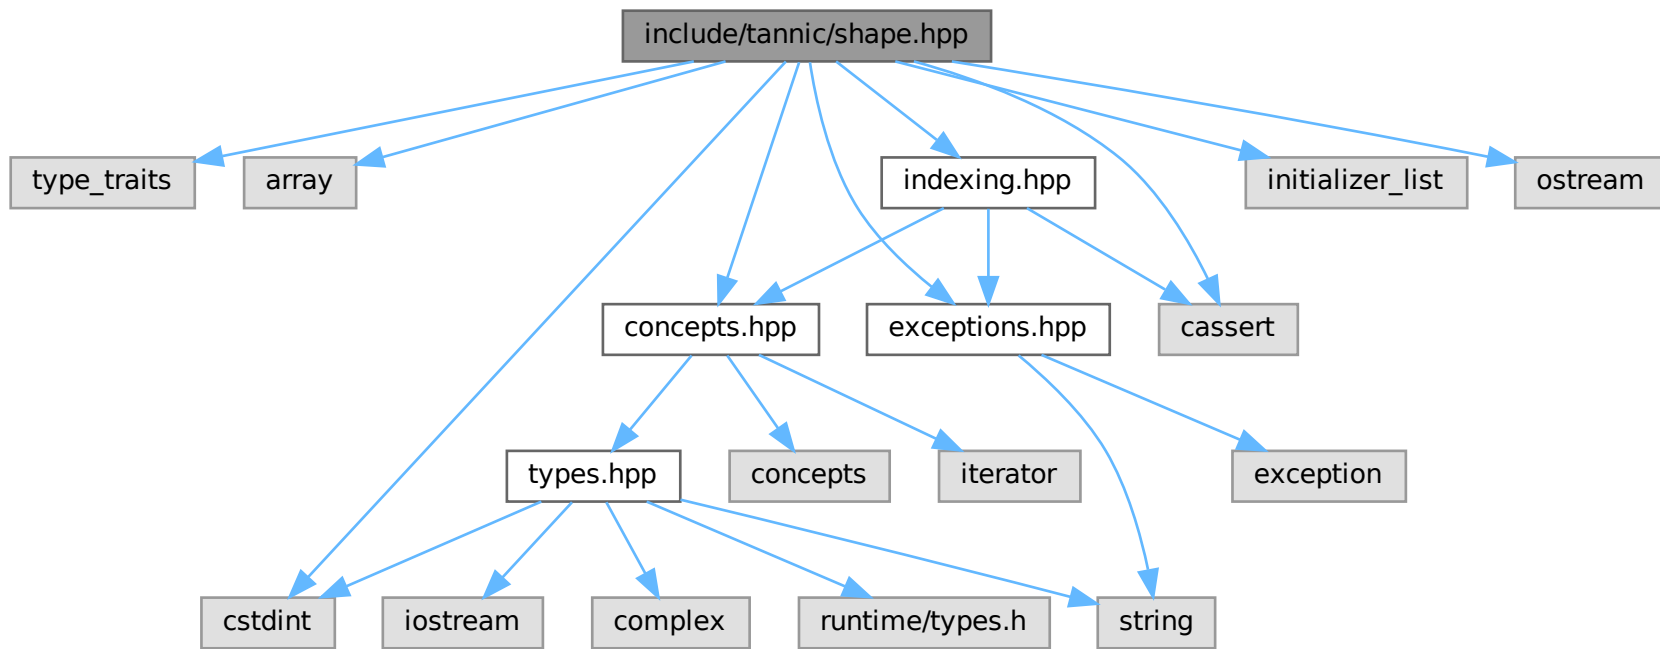 include/tannic/shape.hpp
type_traits
array
indexing.hpp
initializer_list
ostream
concepts.hpp
exceptions.hpp
cassert
types.hpp
concepts
iterator
exception
cstdint
iostream
complex
runtime/types.h
string